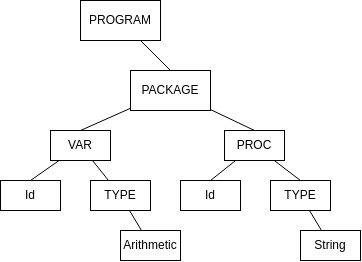 PROGRAM
PACKAGE
VAR
PROC
Id
TYPE
Id
TYPE
Arithmetic
String